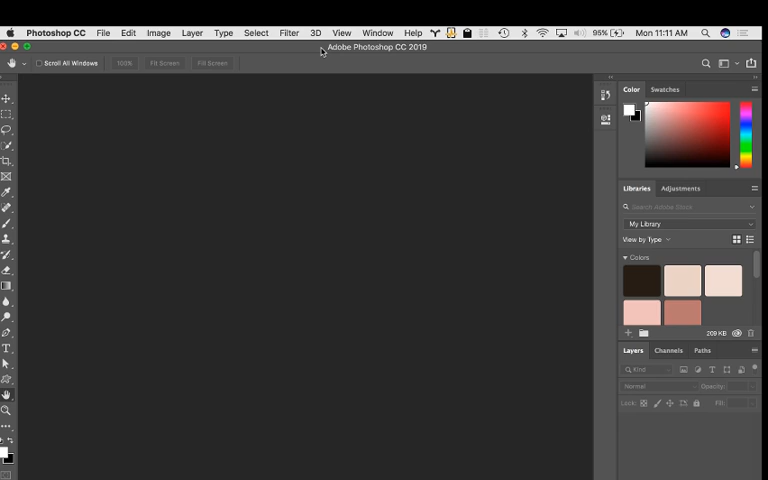 Photoshop CC File Edit Image Layer Type Select Filter 3D View Window Help 95% Mon 11:11 AM
Adobe Photoshop CC 2019
Scroll All Windows 100% Fit Screen Fill Screen
Color Swatches
Libraries Adjustments
Search Adobe Stock
My Library
View by Type
Colors
209 KB
Layers Channels Paths
Kind
Normal Opacity:
Lock: Fill: